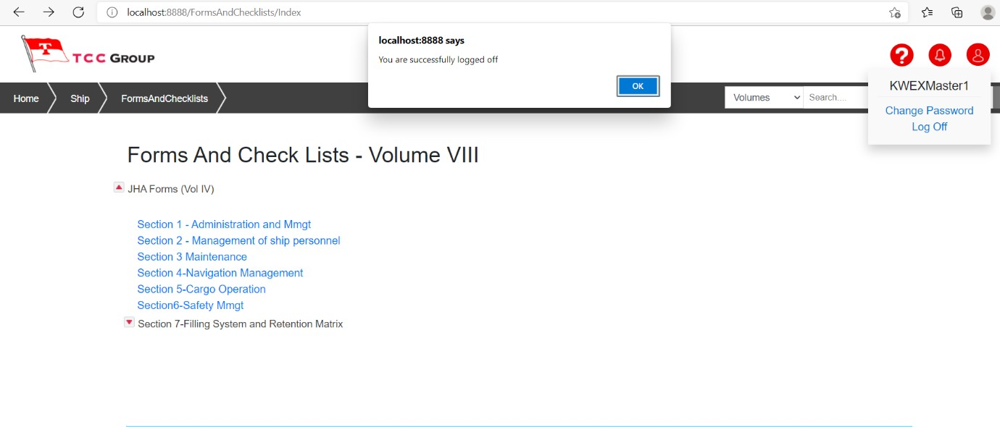 localhost:8888/FormsAndChecklists/Index
localhost:8888 says
You are successfully logged off
OK
T
TCC GROUP
?
Home
Ship
FormsAndChecklists
Volumes
Search....
KWEXMaster1
Change Password
Log Off
Forms And Check Lists - Volume VIII
JHA Forms (Vol IV)
Section 1 - Administration and Mmgt
Section 2 - Management of ship personnel
Section 3 Maintenance
Section 4-Navigation Management
Section 5-Cargo Operation
Section6-Safety Mmgt
Section 7-Filling System and Retention Matrix